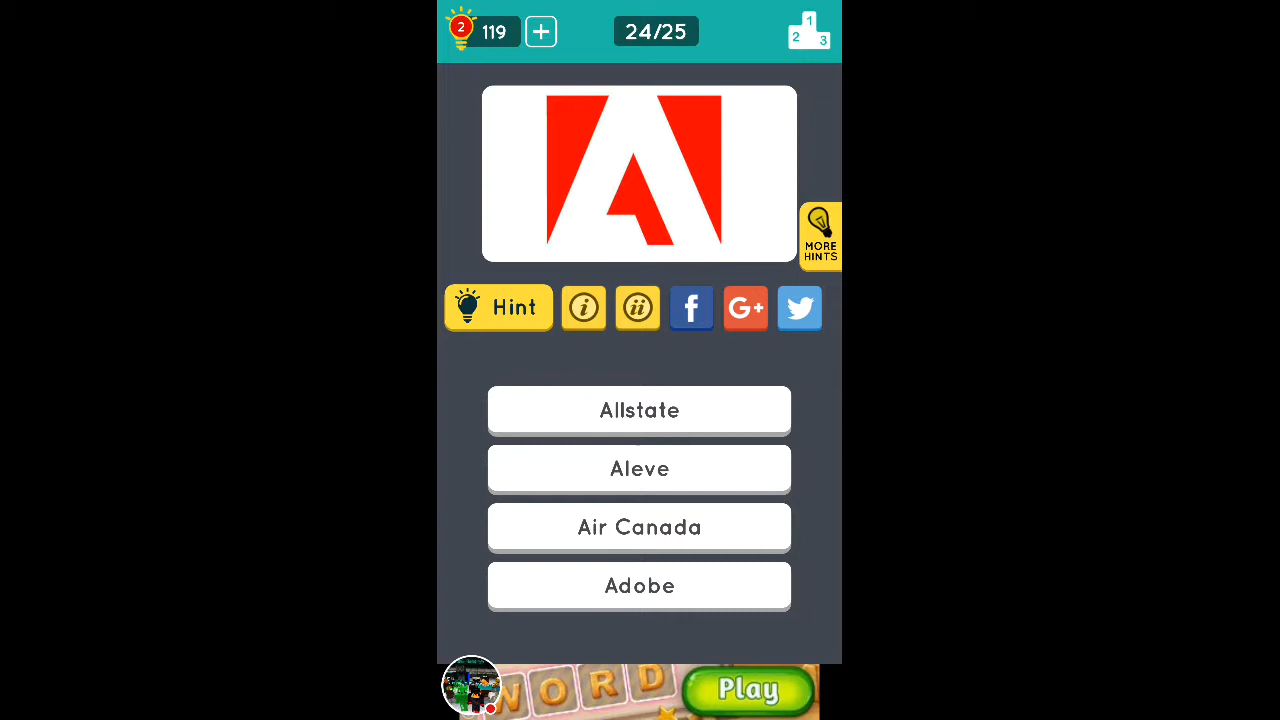 2 119 + 24/25 1 2 3
MORE
HINTS
Hint i ii f G+
Allstate
Aleve
Air Canada
Adobe
WORD Play